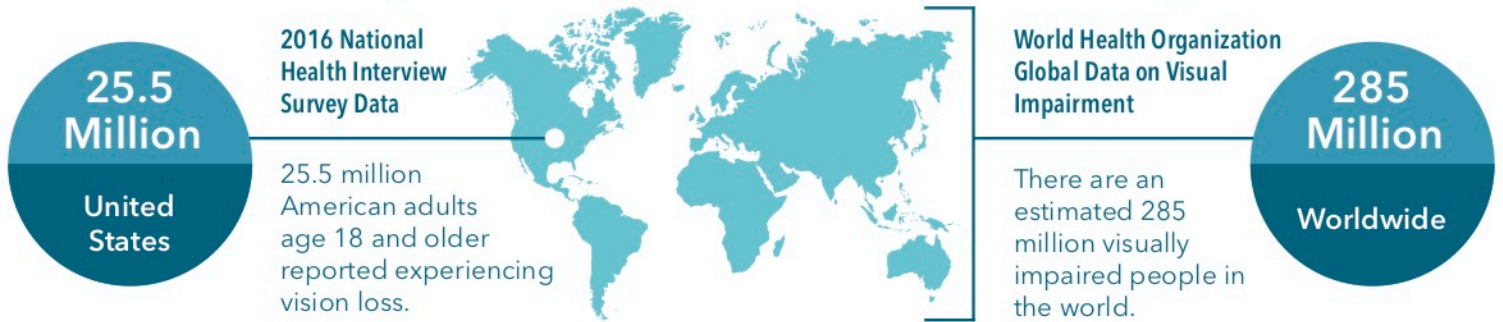 25.5
Million
United
States
2016 National
Health Interview
Survey Data
25.5 million
American adults
age 18 and older
reported experiencing
vision loss.
World Health Organization
Global Data on Visual
Impairment
There are an
estimated 285
million visually
impaired people in
the world.
285
Million
Worldwide